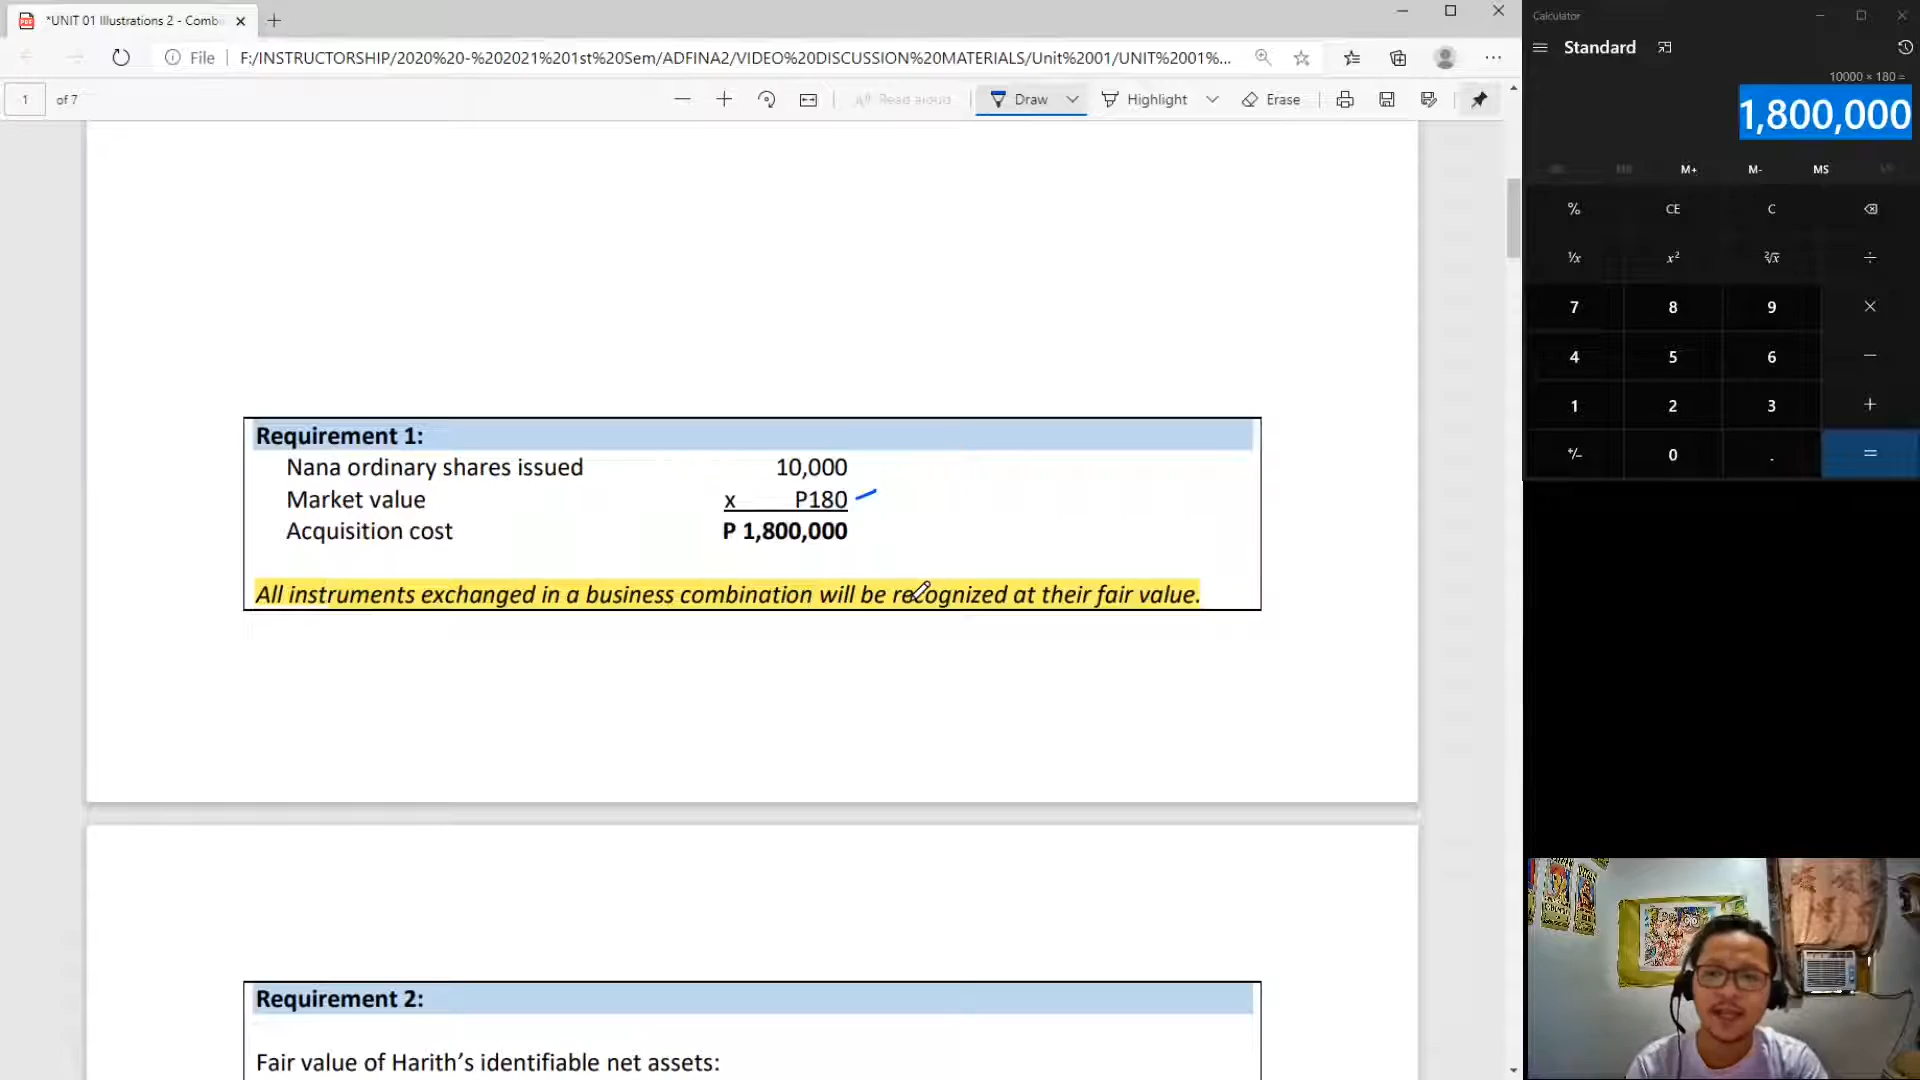 *UNIT 01 Illustrations 2 - Combi
File
F:/INSTRUCTORSHIP/2020%20-%202021%201st%20Sem/ADFINA2/VIDEO%20DISCUSSION%20MATERIALS/Unit%2001/UNIT%2001%...
1 of 7
Read aloud
Draw
Highlight
Erase
Requirement 1:
Nana ordinary shares issued 10,000
Market value x P180
Acquisition cost P 1,800,000
All instruments exchanged in a business combination will be recognized at their fair value.
Requirement 2:
Fair value of Harith's identifiable net assets:
Calculator
Standard
10000 × 180 =
1,800,000
M+ M- MS
% CE C
¹/x x² ²√x ÷
7 8 9 ×
4 5 6 −
1 2 3 +
+/− 0 . =